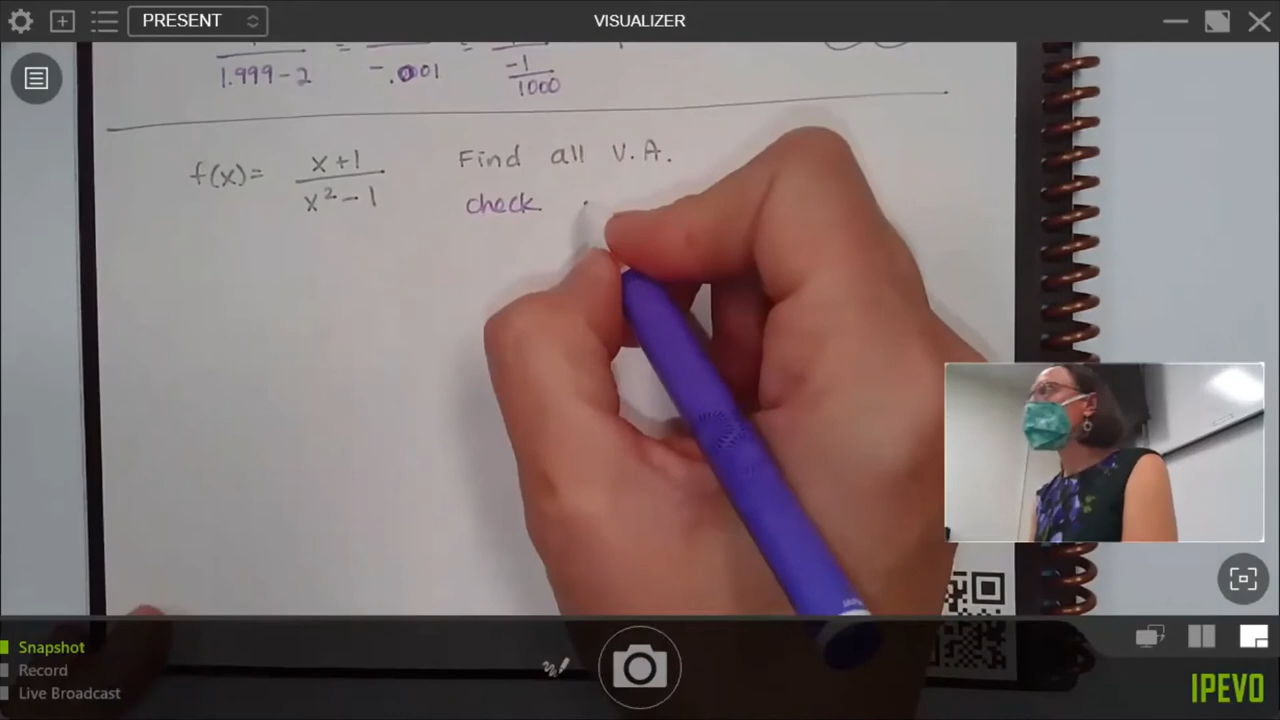 PRESENT
VISUALIZER
1.999-2 = -.001 = -1/1000
f(x)= x+1 / x²-1 Find all V.A.
check
Snapshot
Record
Live Broadcast
IPEVO